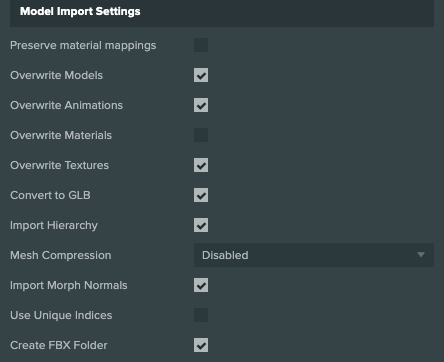 Model Import Settings
Preserve material mappings
Overwrite Models
Overwrite Animations
Overwrite Materials
Overwrite Textures
Convert to GLB
Import Hierarchy
Mesh Compression Disabled
Import Morph Normals
Use Unique Indices
Create FBX Folder